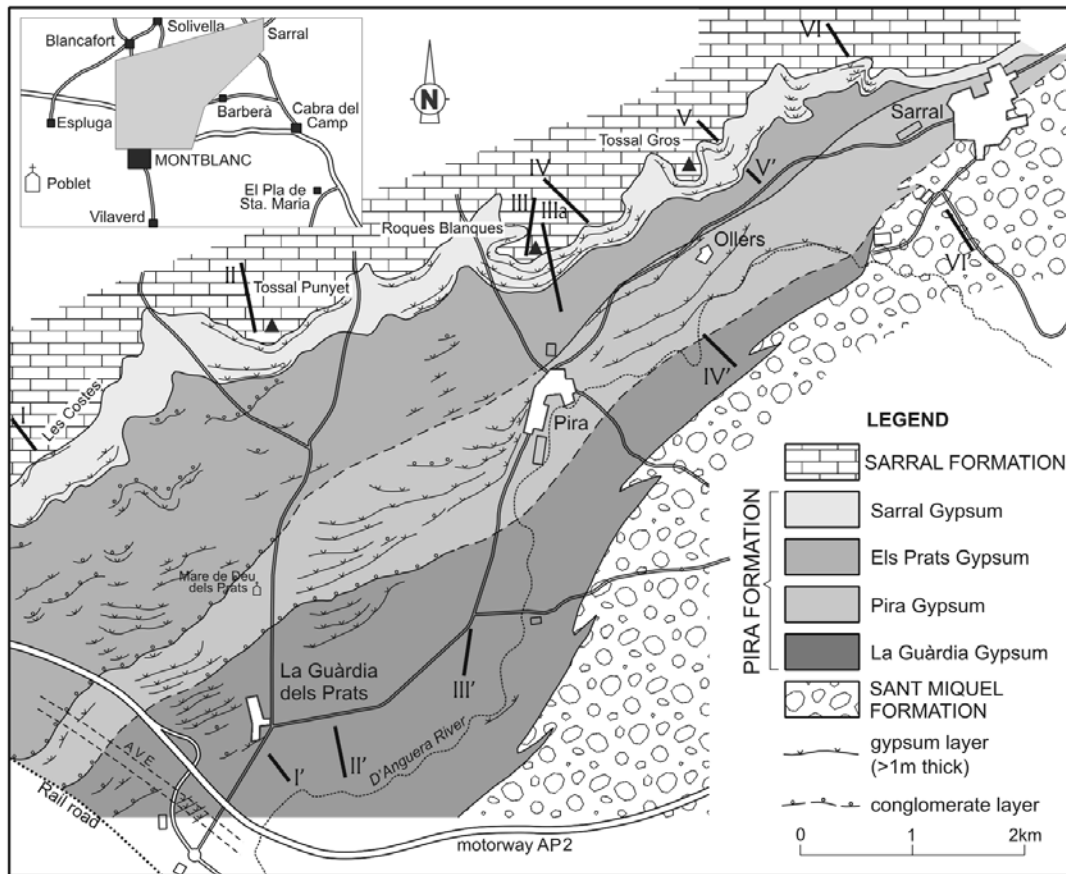 Solivella
Blancafort
Sarral
Barberà
Cabra del
Camp
Espluga
MONTBLANC
Poblet
El Pla de
Sta. Maria
Vilaverd
N
VI
Sarral
V
Tossal Gros
V'
IV
III
IIIa
Roques Blanques
Ollers
VI'
II
Tossal Punyet
IV'
I
Les Costes
Pira
Mare de Deu
dels Prats
La Guàrdia
dels Prats
III'
II'
I'
D'Anguera River
A.V.E
Rail road
motorway AP2
LEGEND
SARRAL FORMATION
PIRA FORMATION
Sarral Gypsum
Els Prats Gypsum
Pira Gypsum
La Guàrdia Gypsum
SANT MIQUEL
FORMATION
gypsum layer
(>1m thick)
conglomerate layer
0 1 2km